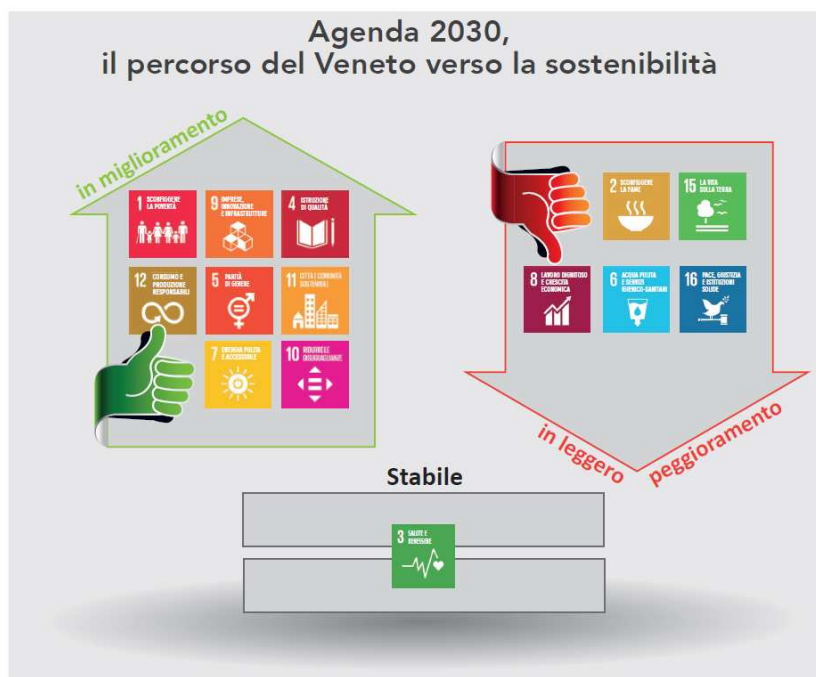 Agenda 2030,
il percorso del Veneto verso la sostenibilità
in miglioramento
1 SCONFIGGERE
LA POVERTÀ
9 IMPRESE,
INNOVAZIONE
E INFRASTRUTTURE
4 ISTRUZIONE
DI QUALITÀ
12 CONSUMO E
PRODUZIONE
RESPONSABILI
5 PARITÀ
DI GENERE
11 CITTÀ E COMUNITÀ
SOSTENIBILI
7 ENERGIA PULITA
E ACCESSIBILE
10 RIDURRE LE
DISUGUAGLIANZE
2 SCONFIGGERE
LA FAME
15 LA VITA
SULLA TERRA
8 LAVORO DIGNITOSO
E CRESCITA
ECONOMICA
6 ACQUA PULITA
E SERVIZI
IGIENICO-SANITARI
16 PACE, GIUSTIZIA
E ISTITUZIONI
SOLIDE
in leggero
peggioramento
Stabile
3 SALUTE E
BENESSERE